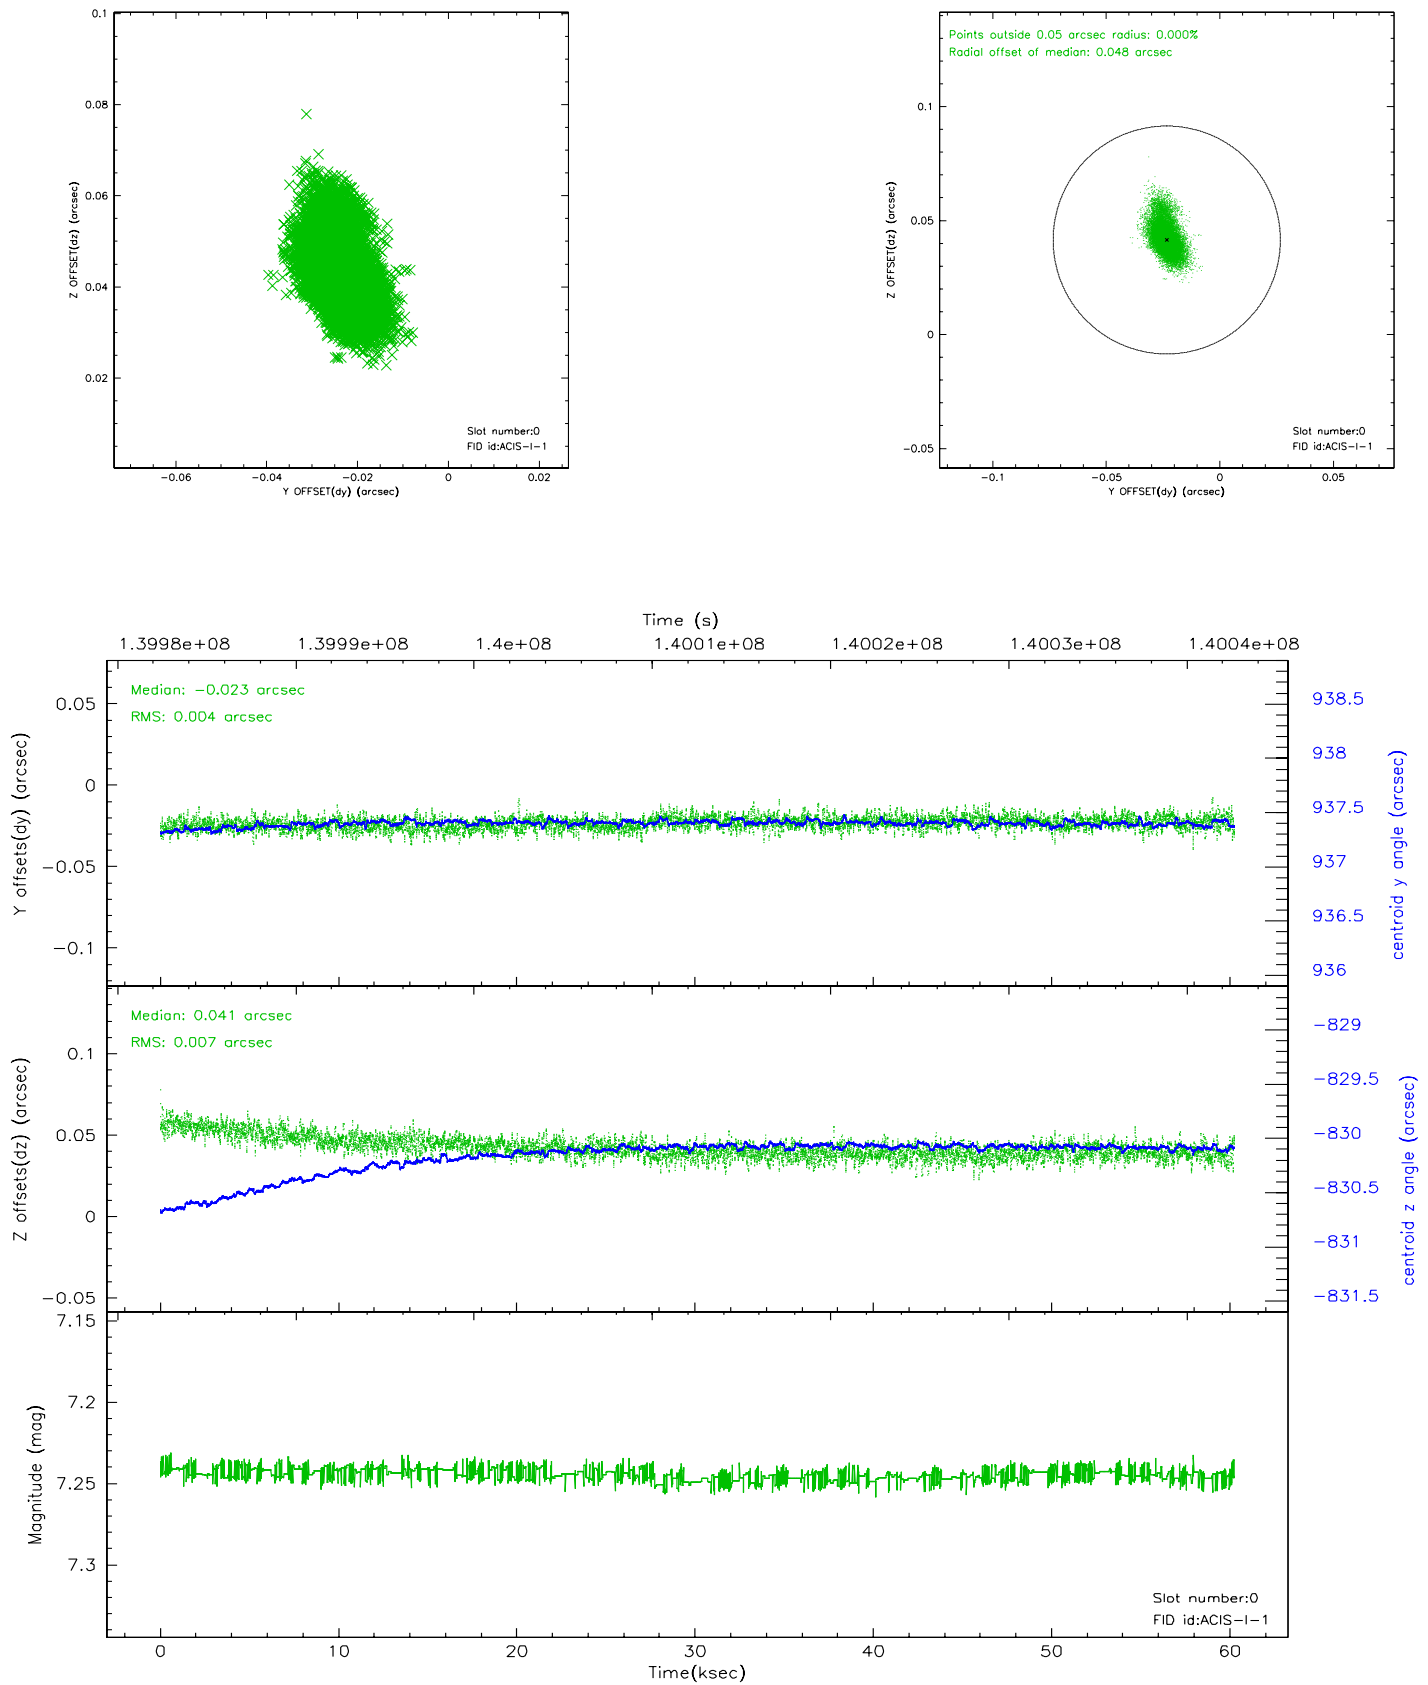 0.1
0.08
0.06
0.04
0.02
Z OFFSET(dz) (arcsec)
Slot number:0
FID id:ACIS-I-1
-0.06 -0.04 -0.02 0 0.02
Y OFFSET(dy) (arcsec)
Points outside 0.05 arcsec radius: 0.000%
Radial offset of median: 0.048 arcsec
0.1
0.05
0
-0.05
Z OFFSET(dz) (arcsec)
Slot number:0
FID id:ACIS-I-1
-0.1 -0.05 0 0.05
Y OFFSET(dy) (arcsec)
Time (s)
1.3998e+08 1.3999e+08 1.4e+08 1.4001e+08 1.4002e+08 1.4003e+08 1.4004e+08
Median: -0.023 arcsec
RMS: 0.004 arcsec
0.05
0
-0.05
-0.1
Y offsets(dy) (arcsec)
938.5
938
937.5
937
936.5
936
centroid y angle (arcsec)
Median: 0.041 arcsec
RMS: 0.007 arcsec
0.1
0.05
0
-0.05
Z offsets(dz) (arcsec)
-829
-829.5
-830
-830.5
-831
-831.5
centroid z angle (arcsec)
7.15
7.2
7.25
7.3
Magnitude (mag)
Slot number:0
FID id:ACIS-I-1
0 10 20 30 40 50 60
Time(ksec)